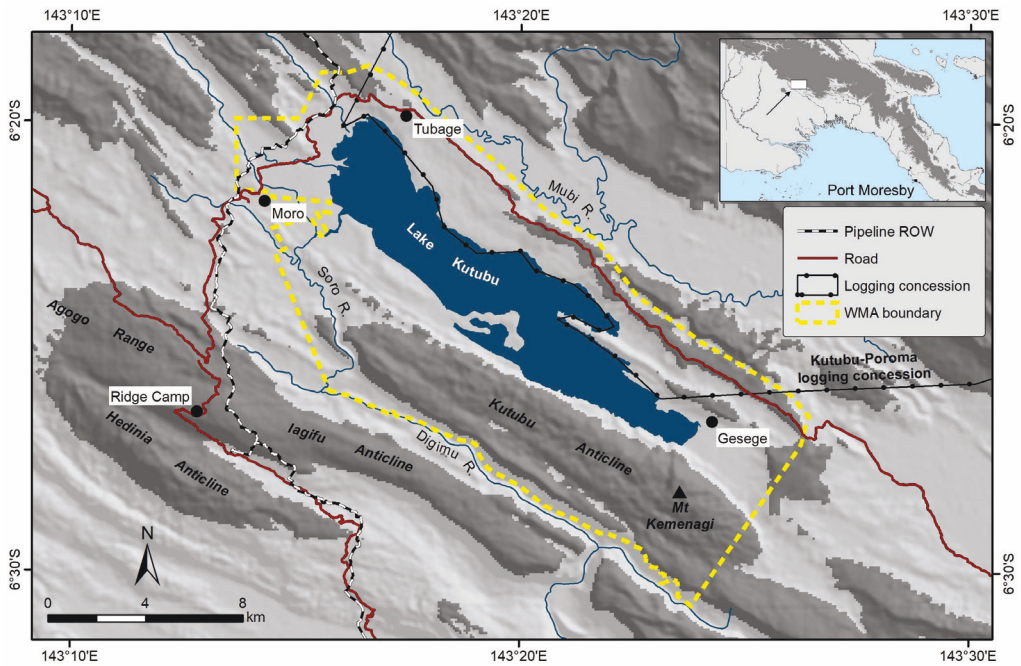 143°10'E
143°20'E
143°30'E
6°20'S
6°20'S
Tubage
Port Moresby
Mubi R.
Moro
Pipeline ROW
Road
Logging concession
WMA boundary
Lake
Kutubu
Soro R.
Agogo
Range
Kutubu-Poroma
logging concession
Ridge Camp
Kutubu
Anticline
Gesege
Hedinia
Anticline
Iagifu
Anticline
Digimu R.
Mt
Kemenagi
N
6°30'S
6°30'S
0
4
8
km
143°10'E
143°20'E
143°30'E